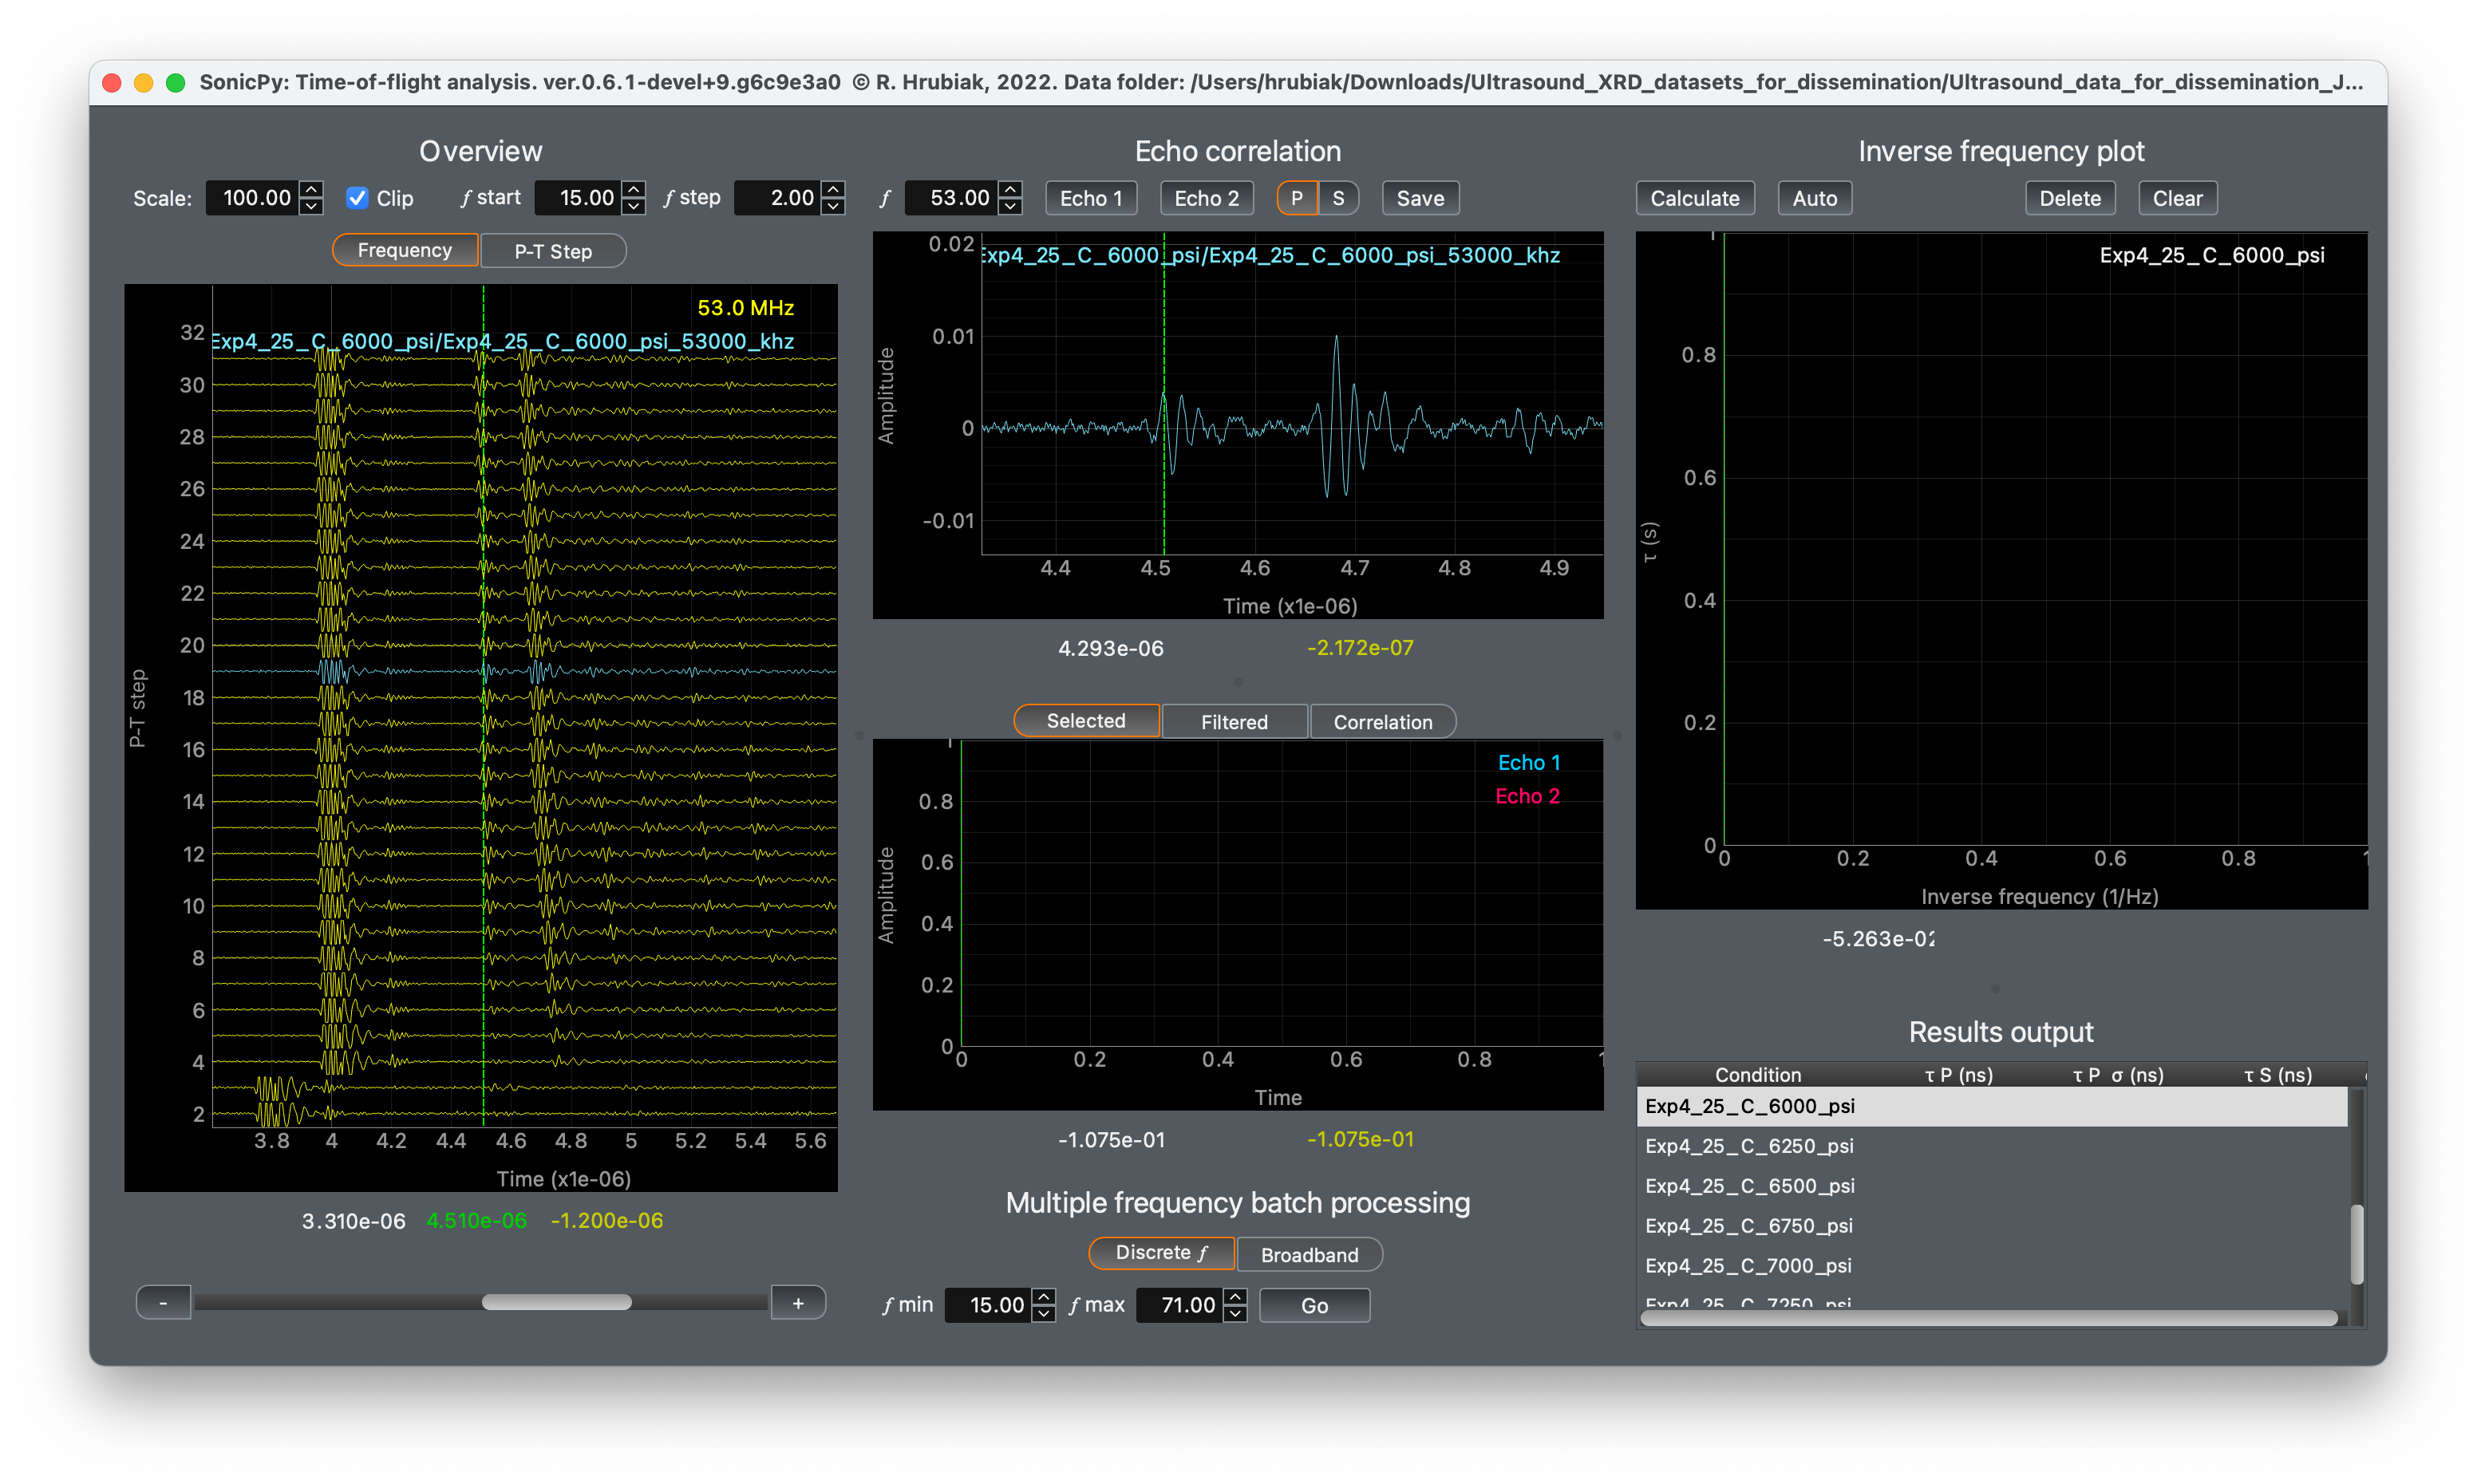 SonicPy: Time-of-flight analysis. ver.0.6.1-devel+9.g6c9e3a0 © R. Hrubiak, 2022. Data folder: /Users/hrubiak/Downloads/Ultrasound_XRD_datasets_for_dissemination/Ultrasound_data_for_dissemination_J...
Overview
Scale: 100.00 Clip f start 15.00 f step 2.00
Frequency P-T Step
53.0 MHz
Exp4_25_C_6000_psi/Exp4_25_C_6000_psi_53000_khz
P-T step
32
30
28
26
24
22
20
18
16
14
12
10
8
6
4
2
3.8 4 4.2 4.4 4.6 4.8 5 5.2 5.4 5.6
Time (x1e-06)
3.310e-06 4.510e-06 -1.200e-06
- +
Echo correlation
f 53.00 Echo 1 Echo 2 P S Save
Exp4_25_C_6000_psi/Exp4_25_C_6000_psi_53000_khz
Amplitude
0.02
0.01
0
-0.01
4.4 4.5 4.6 4.7 4.8 4.9
Time (x1e-06)
4.293e-06 -2.172e-07
Selected Filtered Correlation
Echo 1
Echo 2
Amplitude
1
0.8
0.6
0.4
0.2
0
0 0.2 0.4 0.6 0.8 1
Time
-1.075e-01 -1.075e-01
Multiple frequency batch processing
Discrete f Broadband
f min 15.00 f max 71.00 Go
Inverse frequency plot
Calculate Auto Delete Clear
Exp4_25_C_6000_psi
τ (s)
1
0.8
0.6
0.4
0.2
0
0 0.2 0.4 0.6 0.8 1
Inverse frequency (1/Hz)
-5.263e-02
Results output
Condition τ P (ns) τ P σ (ns) τ S (ns)
Exp4_25_C_6000_psi
Exp4_25_C_6250_psi
Exp4_25_C_6500_psi
Exp4_25_C_6750_psi
Exp4_25_C_7000_psi
Exp4_25_C_7250_psi